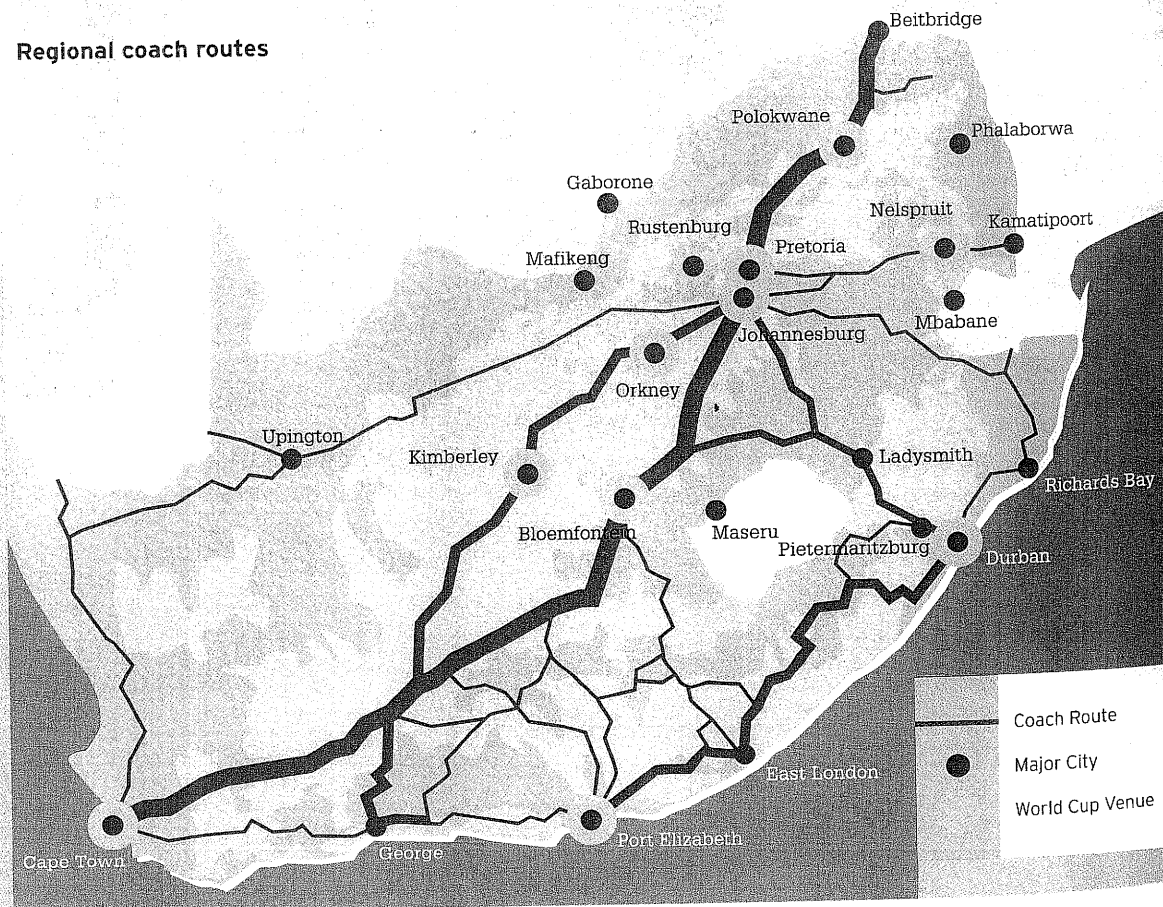 Regional coach routes
Beitbridge
Polokwane
Phalaborwa
Gaborone
Nelspruit
Kamatipoort
Rustenburg
Pretoria
Mafikeng
Mbabane
Johannesburg
Orkney
Upington
Kimberley
Ladysmith
Richards Bay
Bloemfontein
Maseru
Pietermaritzburg
Durban
Coach Route
Major City
East London
World Cup Venue
Port Elizabeth
George
Cape Town